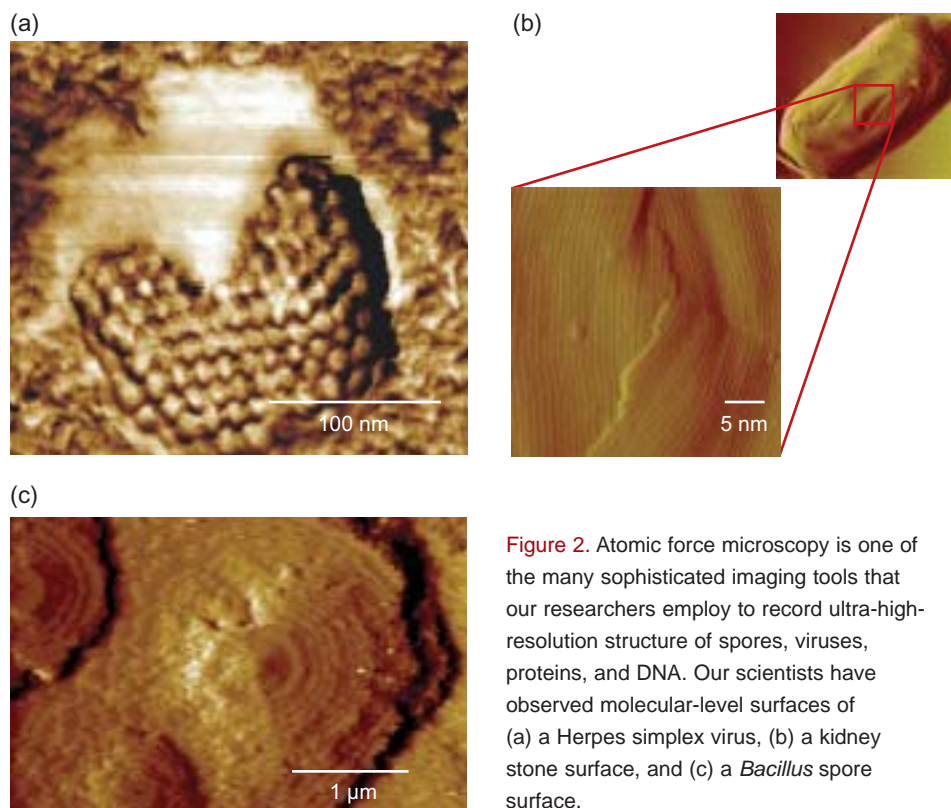 (a)
(b)
100 nm
5 nm
(c)
1 µm
Figure 2. Atomic force microscopy is one of
the many sophisticated imaging tools that
our researchers employ to record ultra-high-
resolution structure of spores, viruses,
proteins, and DNA. Our scientists have
observed molecular-level surfaces of
(a) a Herpes simplex virus, (b) a kidney
stone surface, and (c) a Bacillus spore
surface.